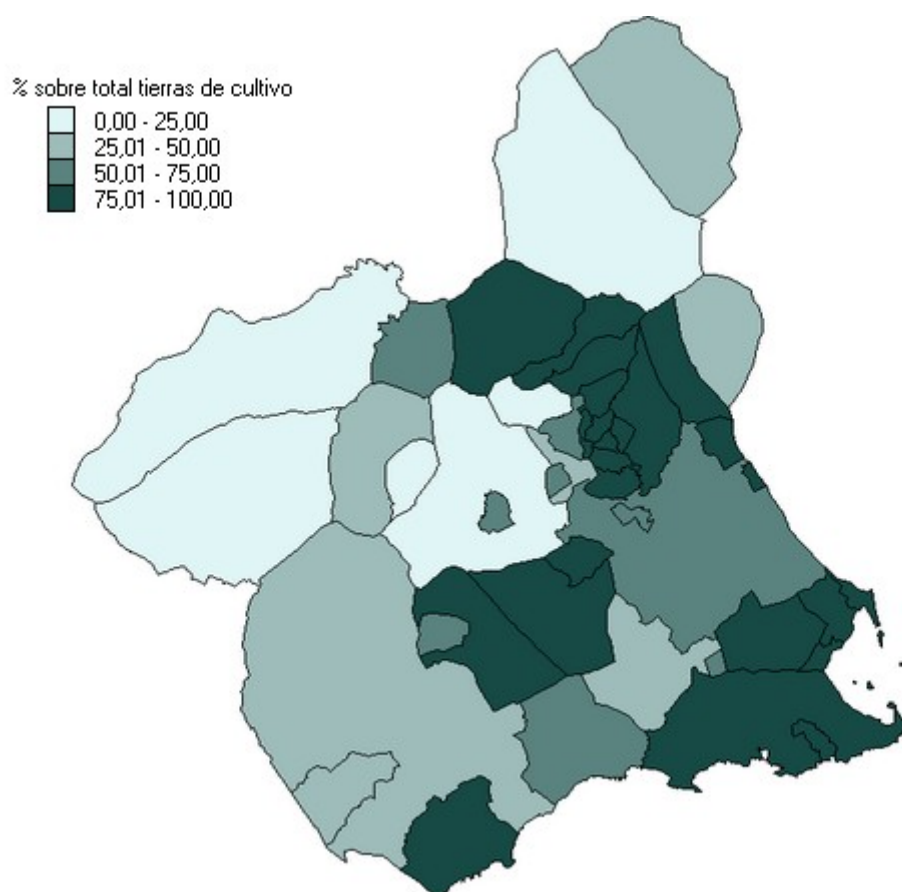 % sobre total tierras de cultivo
0,00 - 25,00
25,01 - 50,00
50,01 - 75,00
75,01 - 100,00